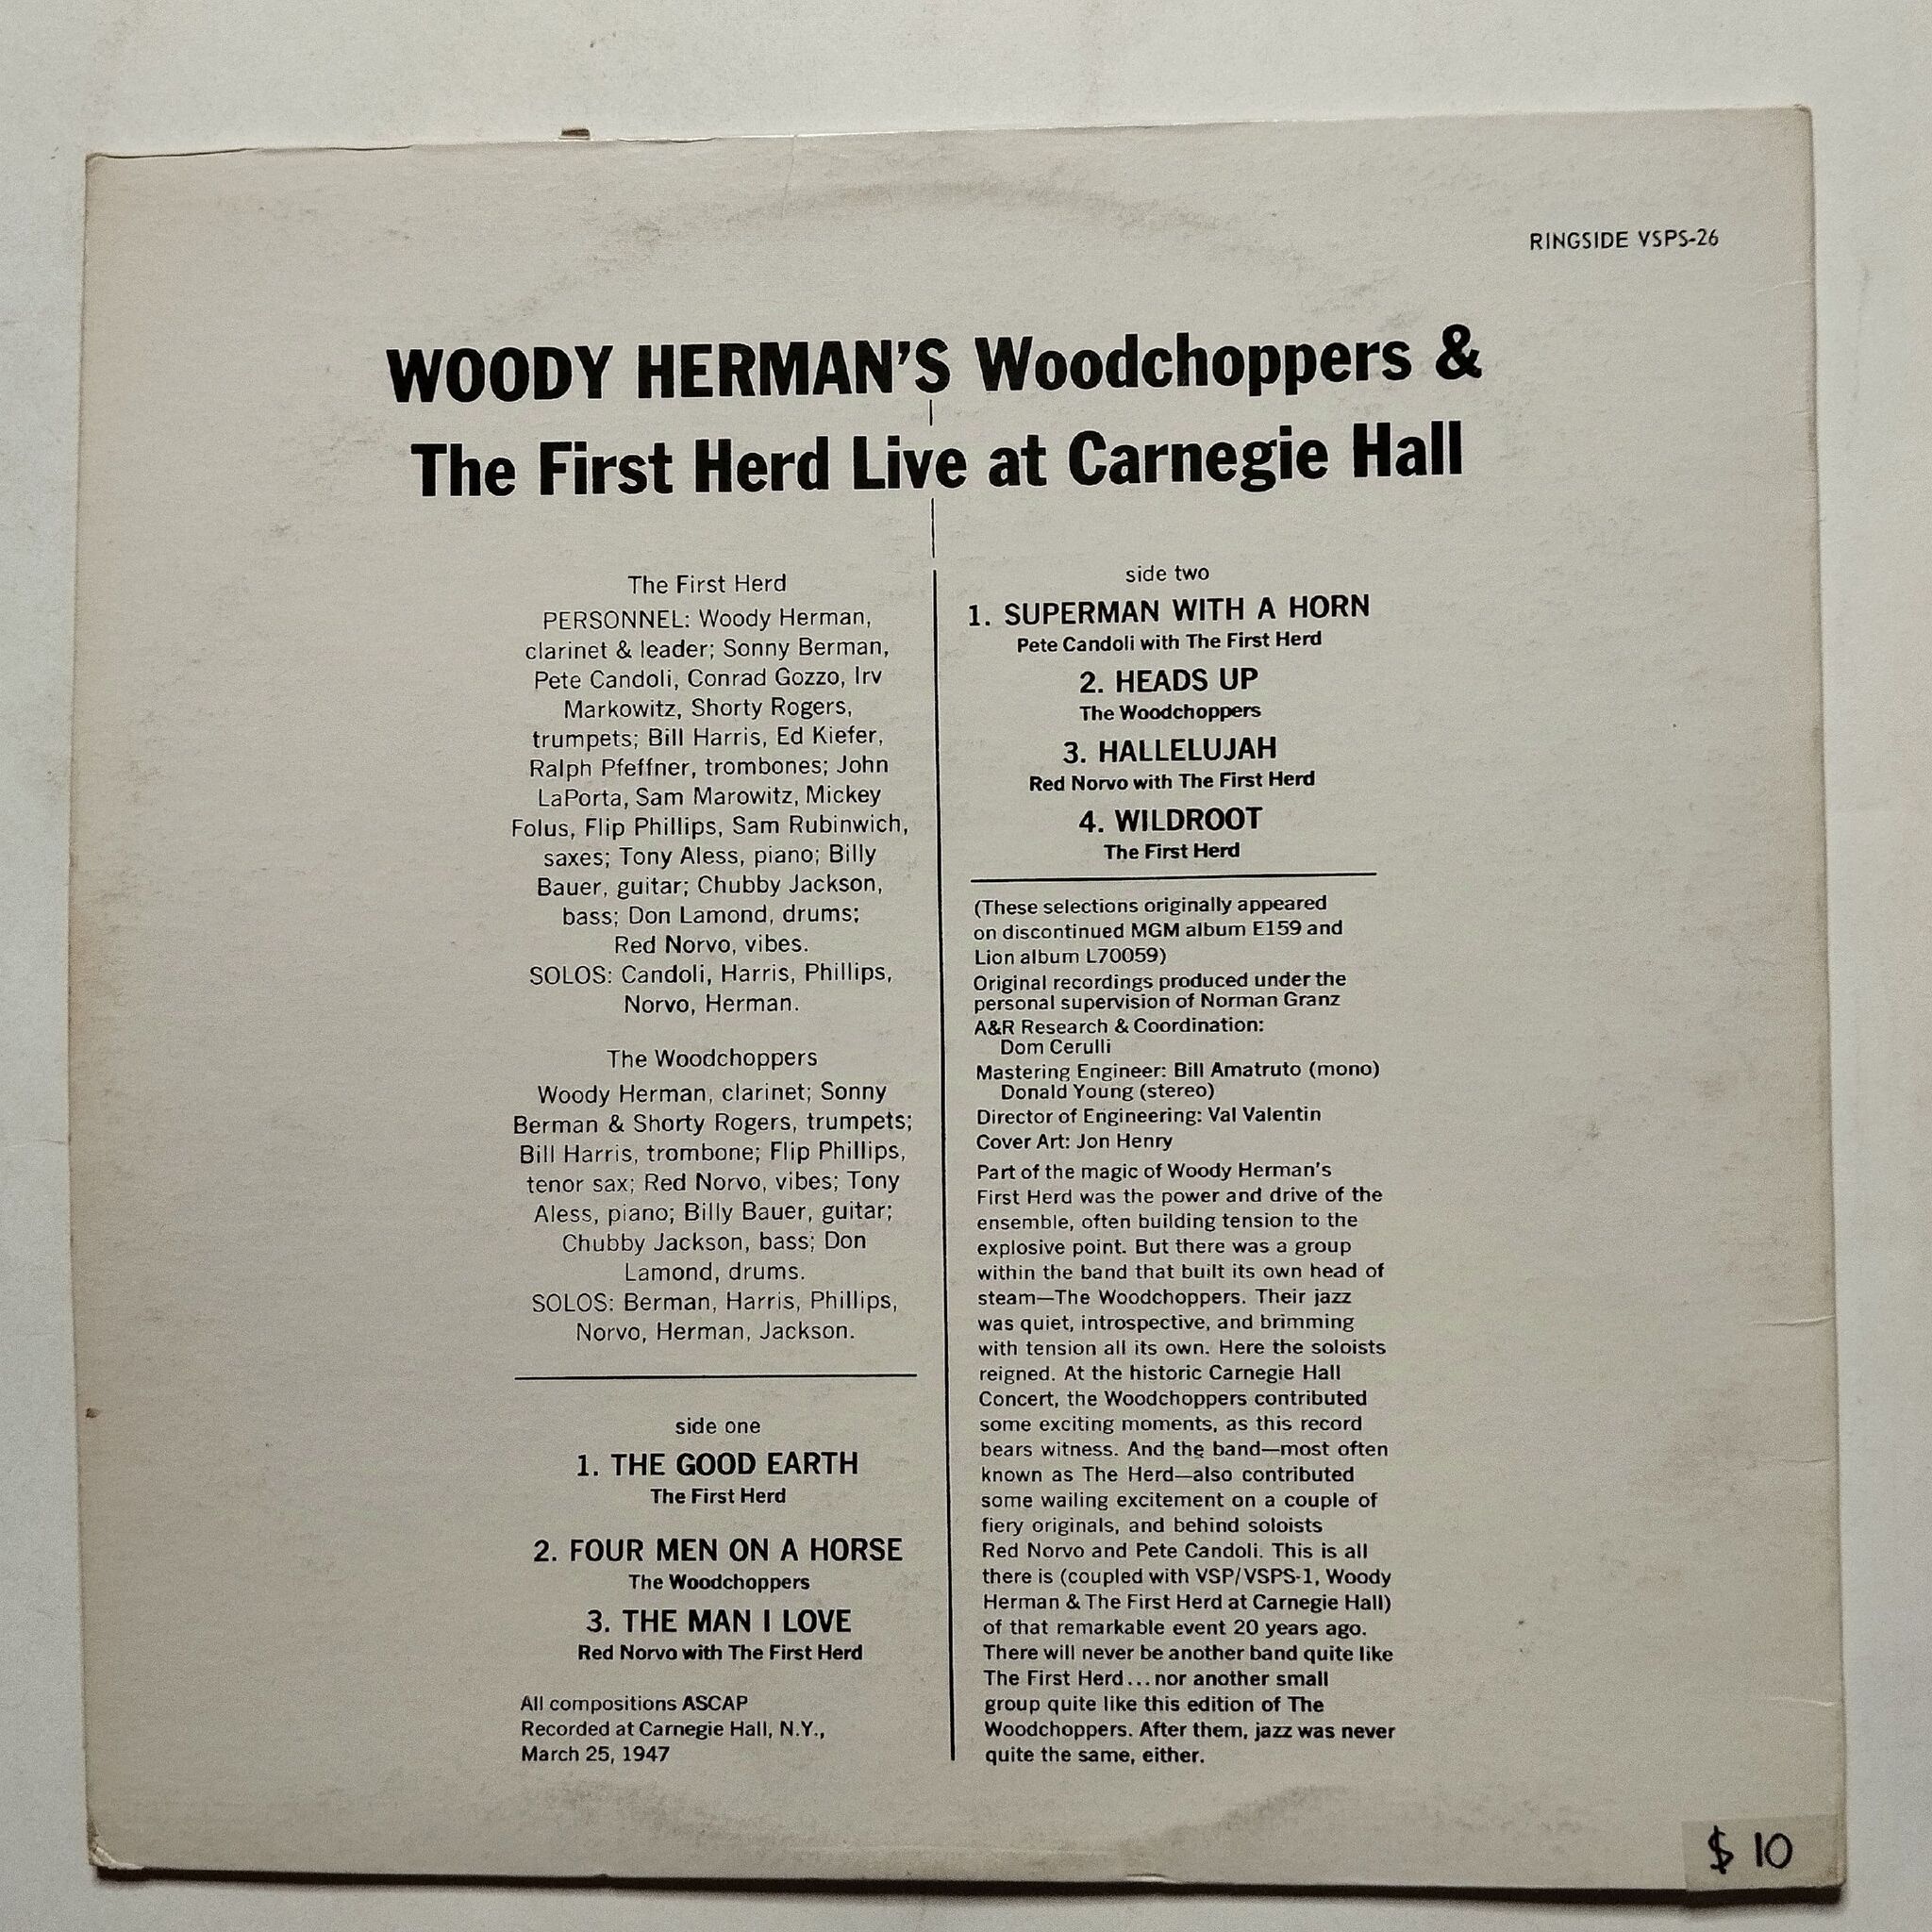 RINGSIDE VSPS-26
WOODY HERMAN'S Woodchoppers &
The First Herd Live at Carnegie Hall
The First Herd
PERSONNEL: Woody Herman,
clarinet & leader; Sonny Berman,
Pete Candoli, Conrad Gozzo, Irv
Markowitz, Shorty Rogers,
trumpets; Bill Harris, Ed Kiefer,
Ralph Pfeffner, trombones; John
LaPorta, Sam Marowitz, Mickey
Folus, Flip Phillips, Sam Rubinwich,
saxes; Tony Aless, piano; Billy
Bauer, guitar; Chubby Jackson,
bass; Don Lamond, drums;
Red Norvo, vibes.
SOLOS: Candoli, Harris, Phillips,
Norvo, Herman.
The Woodchoppers
Woody Herman, clarinet; Sonny
Berman & Shorty Rogers, trumpets;
Bill Harris, trombone; Flip Phillips,
tenor sax; Red Norvo, vibes; Tony
Aless, piano; Billy Bauer, guitar;
Chubby Jackson, bass; Don
Lamond, drums.
SOLOS: Berman, Harris, Phillips,
Norvo, Herman, Jackson.
side one
1. THE GOOD EARTH
The First Herd
2. FOUR MEN ON A HORSE
The Woodchoppers
3. THE MAN I LOVE
Red Norvo with The First Herd
All compositions ASCAP
Recorded at Carnegie Hall, N.Y.,
March 25, 1947
side two
1. SUPERMAN WITH A HORN
Pete Candoli with The First Herd
2. HEADS UP
The Woodchoppers
3. HALLELUJAH
Red Norvo with The First Herd
4. WILDROOT
The First Herd
(These selections originally appeared
on discontinued MGM album E159 and
Lion album L70059)
Original recordings produced under the
personal supervision of Norman Granz
A&R Research & Coordination:
Dom Cerulli
Mastering Engineer: Bill Amatruto (mono)
Donald Young (stereo)
Director of Engineering: Val Valentin
Cover Art: Jon Henry
Part of the magic of Woody Herman's
First Herd was the power and drive of the
ensemble, often building tension to the
explosive point. But there was a group
within the band that built its own head of
steam—The Woodchoppers. Their jazz
was quiet, introspective, and brimming
with tension all its own. Here the soloists
reigned. At the historic Carnegie Hall
Concert, the Woodchoppers contributed
some exciting moments, as this record
bears witness. And the band—most often
known as The Herd—also contributed
some wailing excitement on a couple of
fiery originals, and behind soloists
Red Norvo and Pete Candoli. This is all
there is (coupled with VSP/VSPS-1, Woody
Herman & The First Herd at Carnegie Hall)
of that remarkable event 20 years ago.
There will never be another band quite like
The First Herd...nor another small
group quite like this edition of The
Woodchoppers. After them, jazz was never
quite the same, either.
$ 10